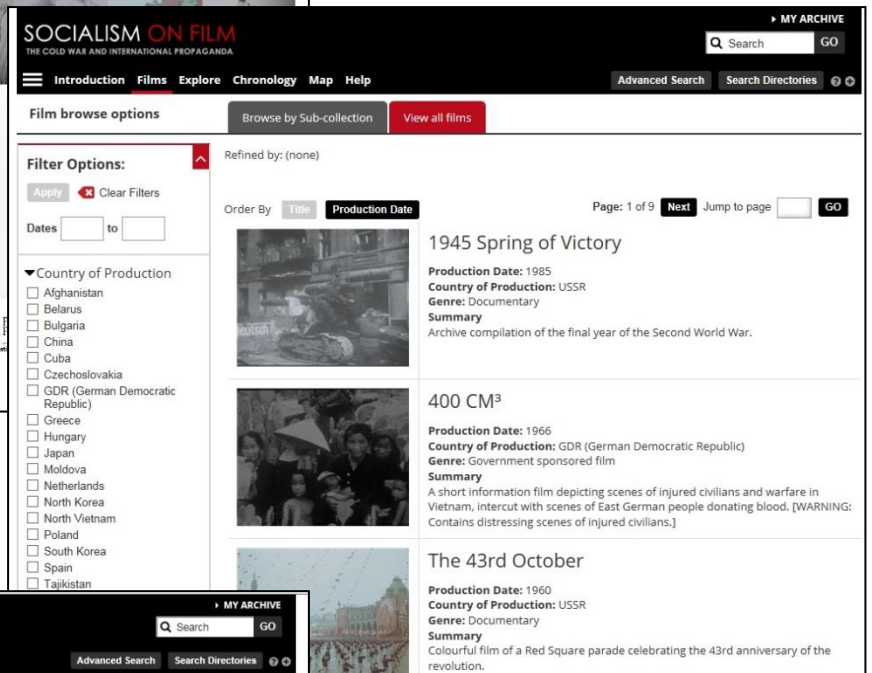 SOCIALISM ON FILM
THE COLD WAR AND INTERNATIONAL PROPAGANDA
MY ARCHIVE
Search GO
Introduction Films Explore Chronology Map Help
Advanced Search Search Directories
Film browse options
Browse by Sub-collection
View all films
Filter Options:
Apply Clear Filters
Dates to
Country of Production
Afghanistan
Belarus
Bulgaria
China
Cuba
Czechoslovakia
GDR (German Democratic
Republic)
Greece
Hungary
Japan
Moldova
Netherlands
North Korea
North Vietnam
Poland
South Korea
Spain
Tajikistan
Refined by: (none)
Order By Title Production Date
Page: 1 of 9 Next Jump to page GO
1945 Spring of Victory
Production Date: 1985
Country of Production: USSR
Genre: Documentary
Summary
Archive compilation of the final year of the Second World War.
400 CM³
Production Date: 1966
Country of Production: GDR (German Democratic Republic)
Genre: Government sponsored film
Summary
A short information film depicting scenes of injured civilians and warfare in
Vietnam, intercut with scenes of East German people donating blood. [WARNING:
Contains distressing scenes of injured civilians.]
The 43rd October
Production Date: 1960
Country of Production: USSR
Genre: Documentary
Summary
Colourful film of a Red Square parade celebrating the 43rd anniversary of the
revolution.
MY ARCHIVE
Search GO
Advanced Search Search Directories